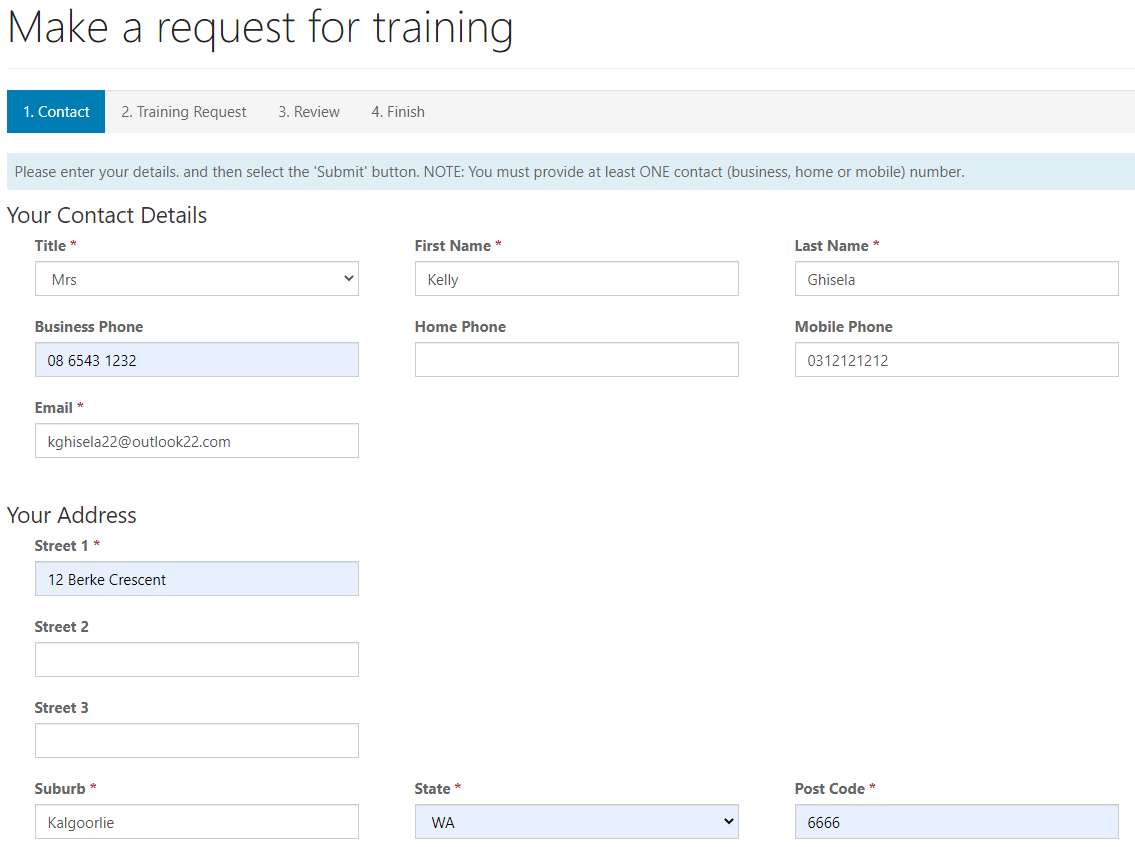 Make a request for training
1. Contact 2. Training Request 3. Review 4. Finish
Please enter your details. and then select the 'Submit' button. NOTE: You must provide at least ONE contact (business, home or mobile) number.
Your Contact Details
Title * First Name * Last Name *
Mrs Kelly Ghisela
Business Phone Home Phone Mobile Phone
08 6543 1232 0312121212
Email *
kghisela22@outlook22.com
Your Address
Street 1 *
12 Berke Crescent
Street 2
Street 3
Suburb * State * Post Code *
Kalgoorlie WA 6666